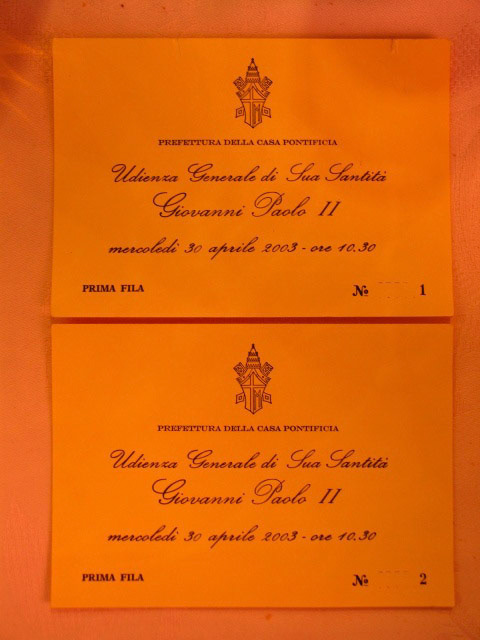 PREFETTURA DELLA CASA PONTIFICIA
Udienza Generale di Sua Santità
Giovanni Paolo II
mercoledì 30 aprile 2003 - ore 10.30
PRIMA FILA № 1
PREFETTURA DELLA CASA PONTIFICIA
Udienza Generale di Sua Santità
Giovanni Paolo II
mercoledì 30 aprile 2003 - ore 10.30
PRIMA FILA № 2